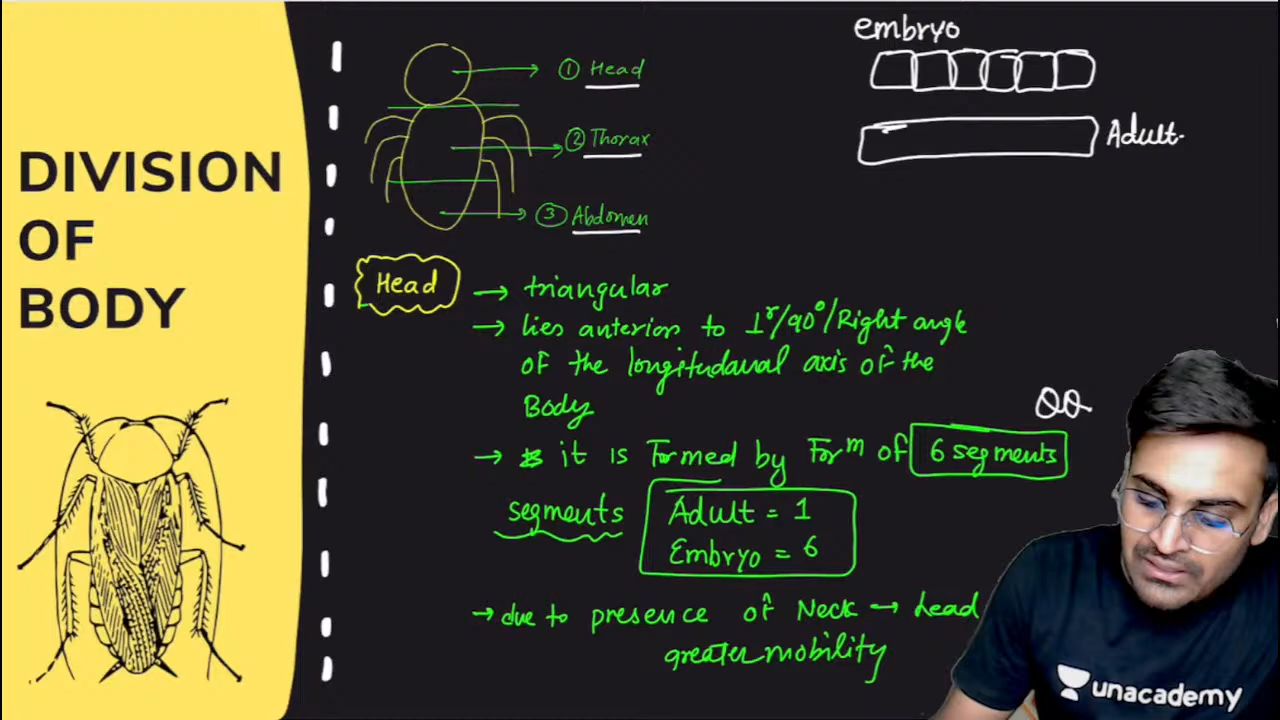 DIVISION
OF
BODY
① Head
② Thorax
③ Abdomen
embryo
Adult
Head
→ triangular
→ lies anterior to ⊥r/90°/Right angle
of the longitudanal axis of the
Body
→ it is Formed by Form of 6 segments
segments
Adult = 1
Embryo = 6
→ due to presence of Neck → Lead
greater mobility
unacademy